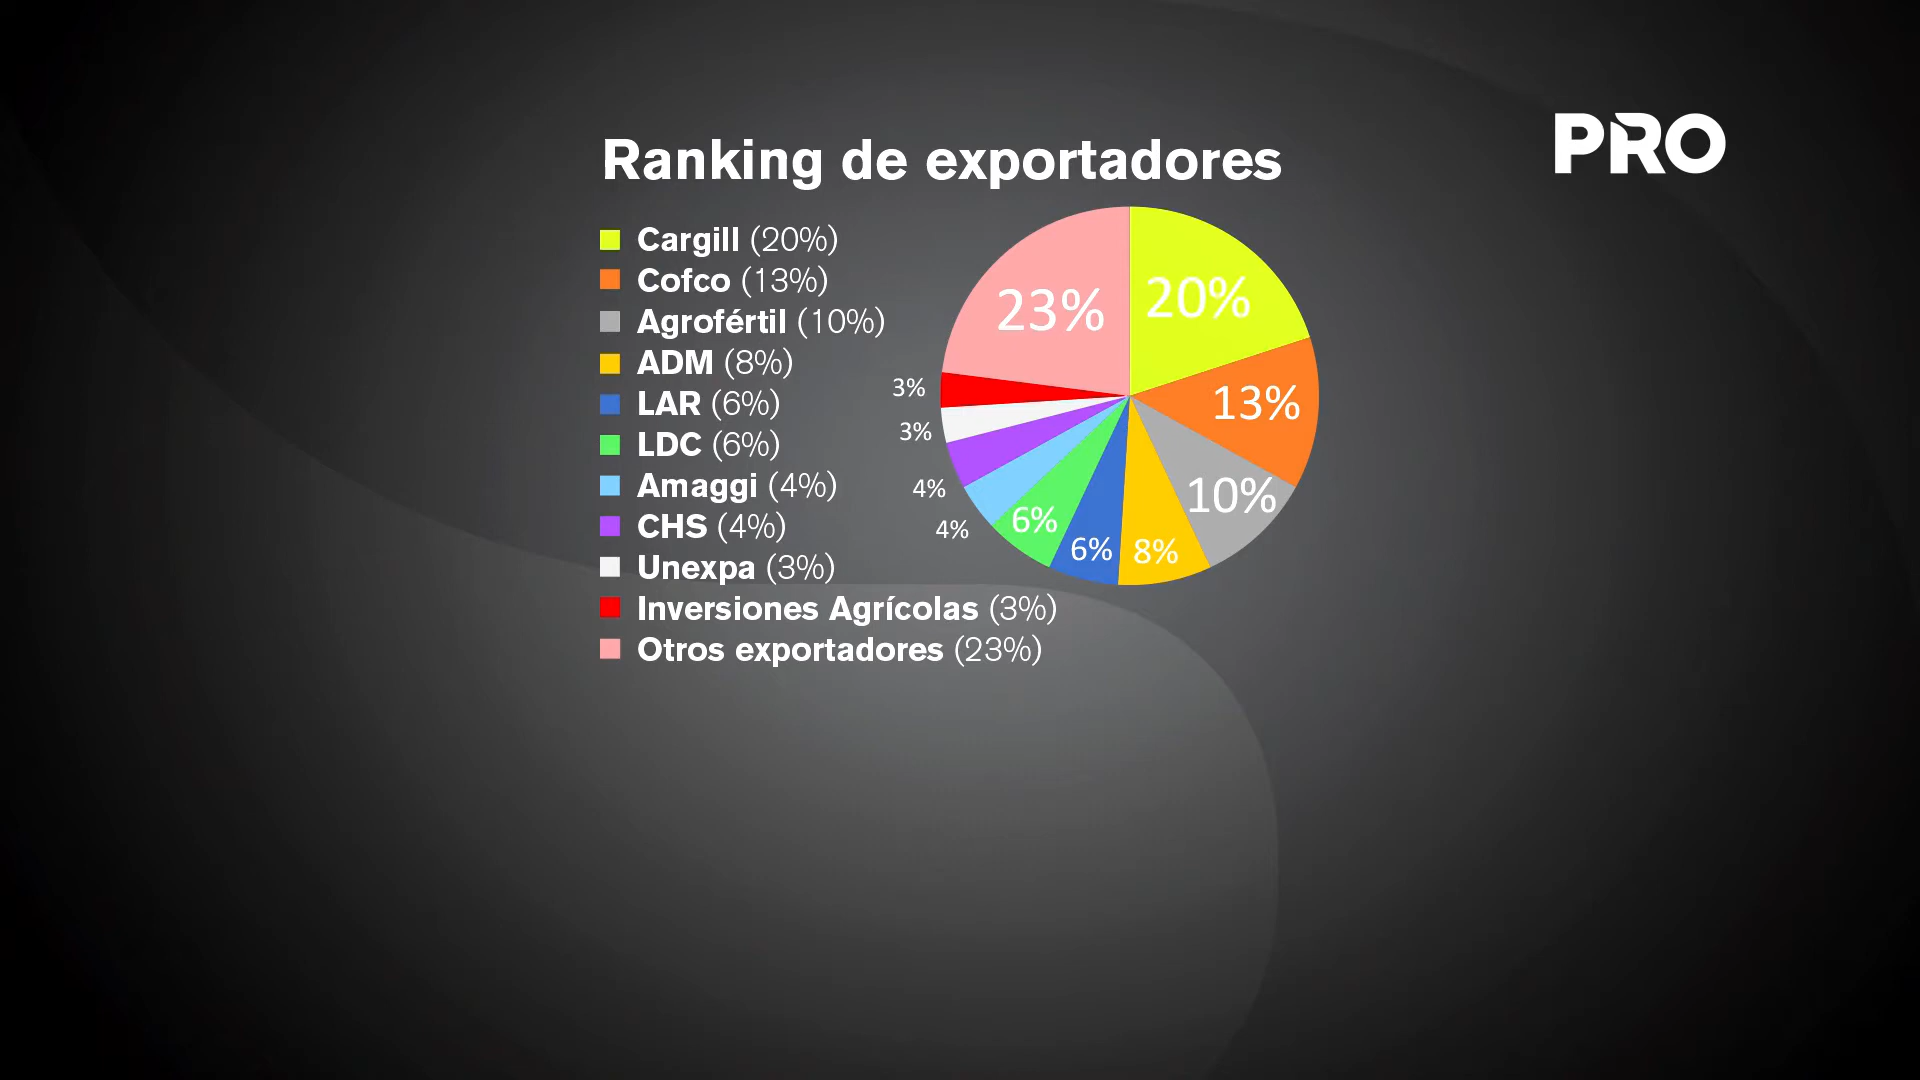 PRO
Ranking de exportadores
Cargill (20%)
Cofco (13%)
Agrofértil (10%)
ADM (8%)
LAR (6%)
LDC (6%)
Amaggi (4%)
CHS (4%)
Unexpa (3%)
Inversiones Agrícolas (3%)
Otros exportadores (23%)
20%
13%
10%
8%
6%
6%
4%
4%
3%
3%
23%